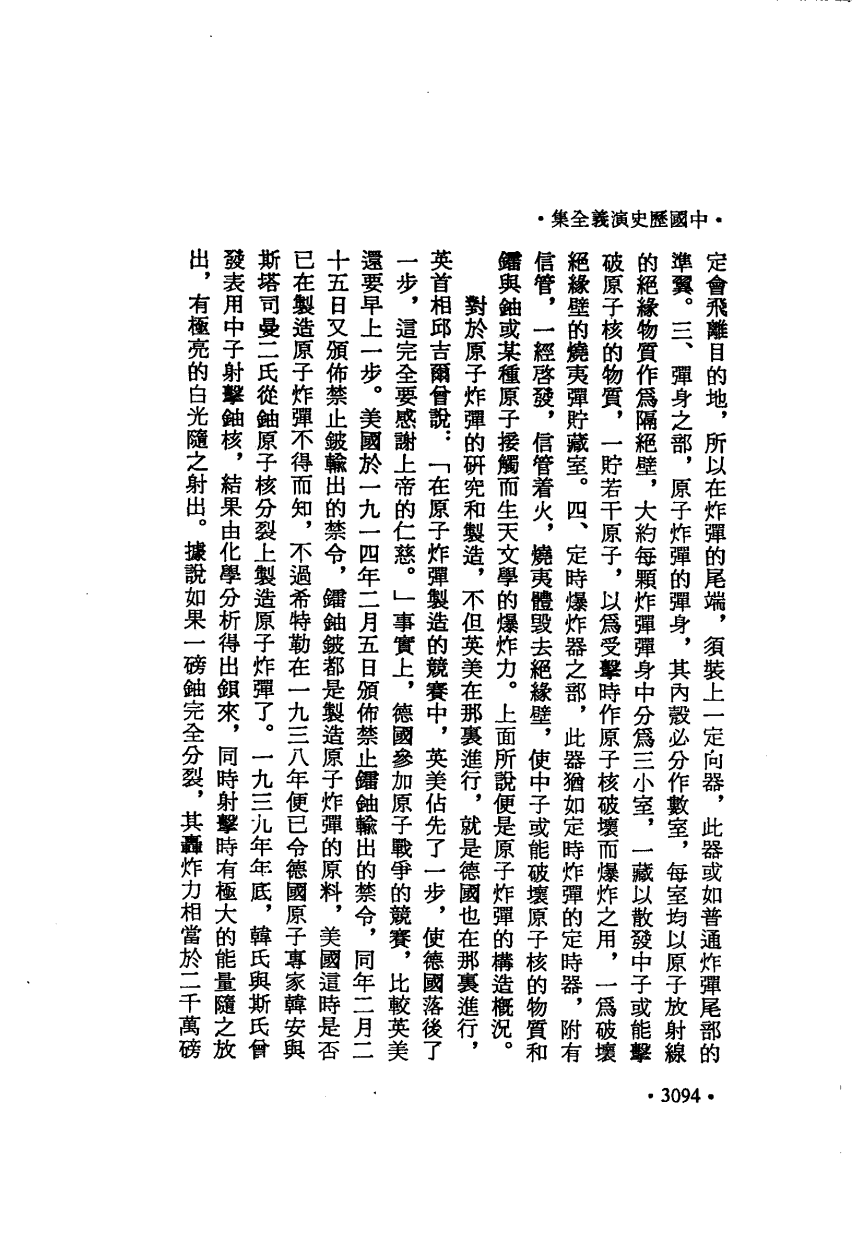 ·中國歷史演義全集·
定會飛離目的地，所以在炸彈的尾端，須裝上一定向器，此器或如普通炸彈尾部的
準翼。三、彈身之部，原子炸彈的彈身，其內殼必分作數室，每室均以原子放射線
的絕緣物質作爲隔絕壁，大約每顆炸彈彈身中分爲三小室，一藏以散發中子或能擊
破原子核的物質，一貯若干原子，以爲受擊時作原子核破壞而爆炸之用，一爲破壞
絕緣壁的燒夷彈貯藏室。四、定時爆炸器之部，此器猶如定時炸彈的定時器，附有
信管，一經啓發，信管着火，燒夷體毀去絕緣壁，使中子或能破壞原子核的物質和
鐳與鈾或某種原子接觸而生天文學的爆炸力。上面所說便是原子炸彈的構造概況。
對於原子炸彈的研究和製造，不但英美在那裏進行，就是德國也在那裏進行，
英首相邱吉爾曾說：「在原子炸彈製造的競賽中，英美佔先了一步，使德國落後了
一步，這完全要感謝上帝的仁慈。」事實上，德國參加原子戰爭的競賽，比較英美
還要早上一步。美國於一九一四年二月五日頒佈禁止鐳鈾輸出的禁令，同年二月二
十五日又頒佈禁止鈹輸出的禁令，鐳鈾鈹都是製造原子炸彈的原料，美國這時是否
已在製造原子炸彈不得而知，不過希特勒在一九三八年便已令德國原子專家韓安與
斯塔司曼二氏從鈾原子核分裂上製造原子炸彈了。一九三九年年底，韓氏與斯氏曾
發表用中子射擊鈾核，結果由化學分析得出鋇來，同時射擊時有極大的能量隨之放
出，有極亮的白光隨之射出。據說如果一磅鈾完全分裂，其轟炸力相當於二千萬磅
·3094·